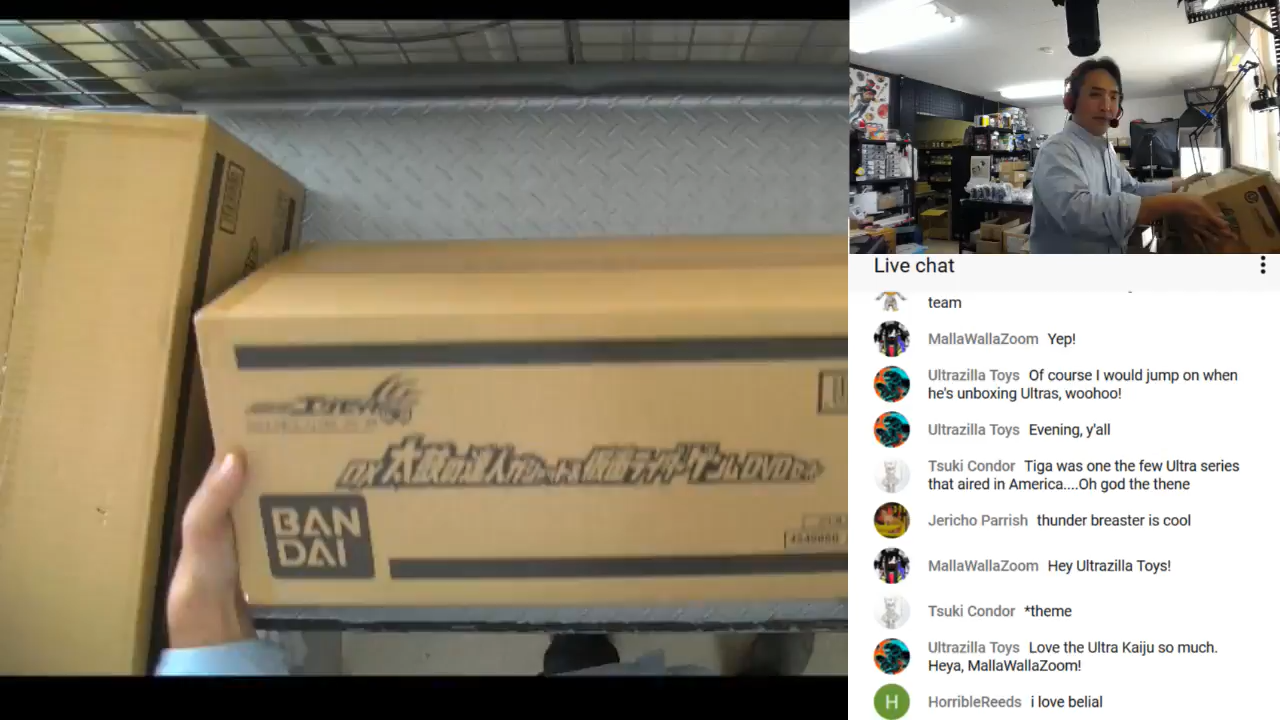 DX 太鼓の達人ガシャット&仮面ライダーゲンムDVDセット
BAN
DAI
Live chat
team
MallaWallaZoom Yep!
Ultrazilla Toys Of course I would jump on when
he's unboxing Ultras, woohoo!
Ultrazilla Toys Evening, y'all
Tsuki Condor Tiga was one the few Ultra series
that aired in America....Oh god the thene
Jericho Parrish thunder breaster is cool
MallaWallaZoom Hey Ultrazilla Toys!
Tsuki Condor *theme
Ultrazilla Toys Love the Ultra Kaiju so much.
Heya, MallaWallaZoom!
H
HorribleReeds i love belial